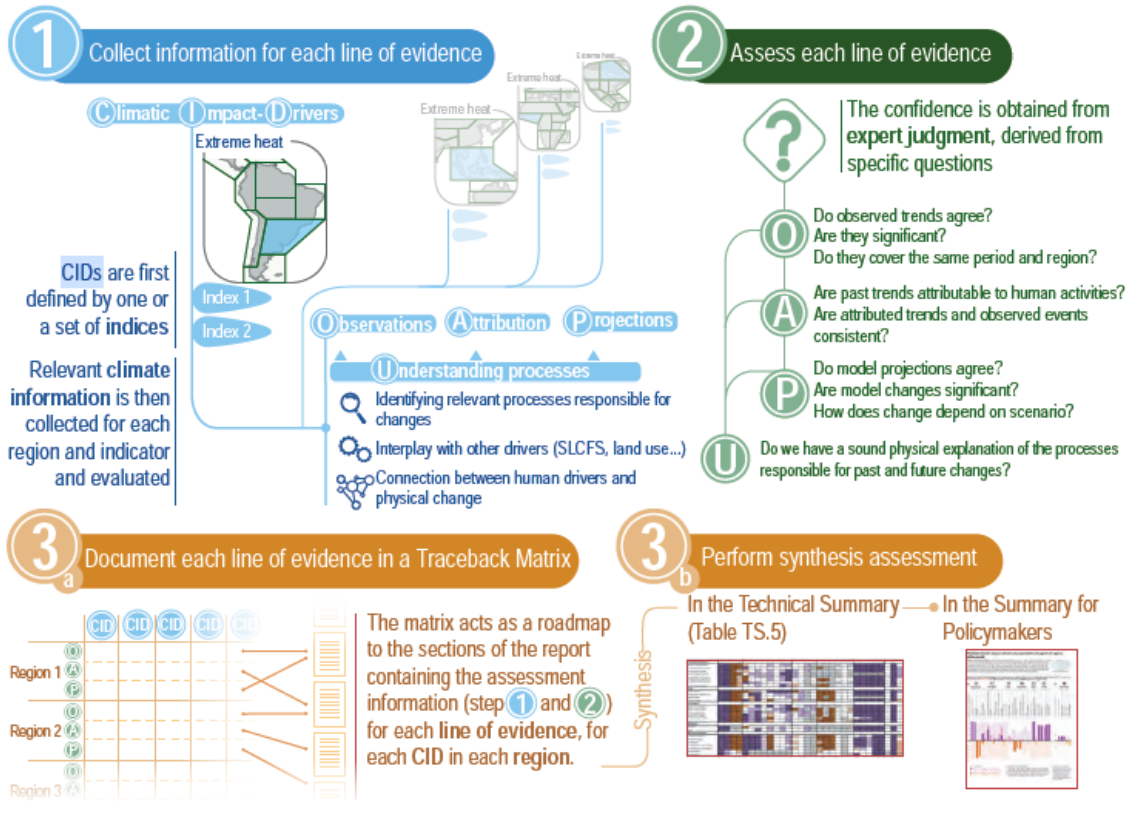 1 Collect information for each line of evidence
Climatic Impact-Drivers
Extreme heat
Extreme heat
Extreme heat
Extreme heat
CIDs are first
defined by one or
a set of indices
Index 1
Index 2
Relevant climate
information is then
collected for each
region and indicator
and evaluated
Observations Attribution Projections
Understanding processes
Identifying relevant processes responsible for
changes
Interplay with other drivers (SLCFS, land use...)
Connection between human drivers and
physical change
2 Assess each line of evidence
?
The confidence is obtained from
expert judgment, derived from
specific questions
O
Do observed trends agree?
Are they significant?
Do they cover the same period and region?
A
Are past trends attributable to human activities?
Are attributed trends and observed events
consistent?
P
Do model projections agree?
Are model changes significant?
How does change depend on scenario?
U
Do we have a sound physical explanation of the processes
responsible for past and future changes?
3a Document each line of evidence in a Traceback Matrix
CID CID CID CID CID
Region 1
O
A
P
Region 2
O
A
P
Region 3
O
A
The matrix acts as a roadmap
to the sections of the report
containing the assessment
information (step 1 and 2)
for each line of evidence, for
each CID in each region.
Synthesis
3b Perform synthesis assessment
In the Technical Summary
(Table TS.5)
In the Summary for
Policymakers